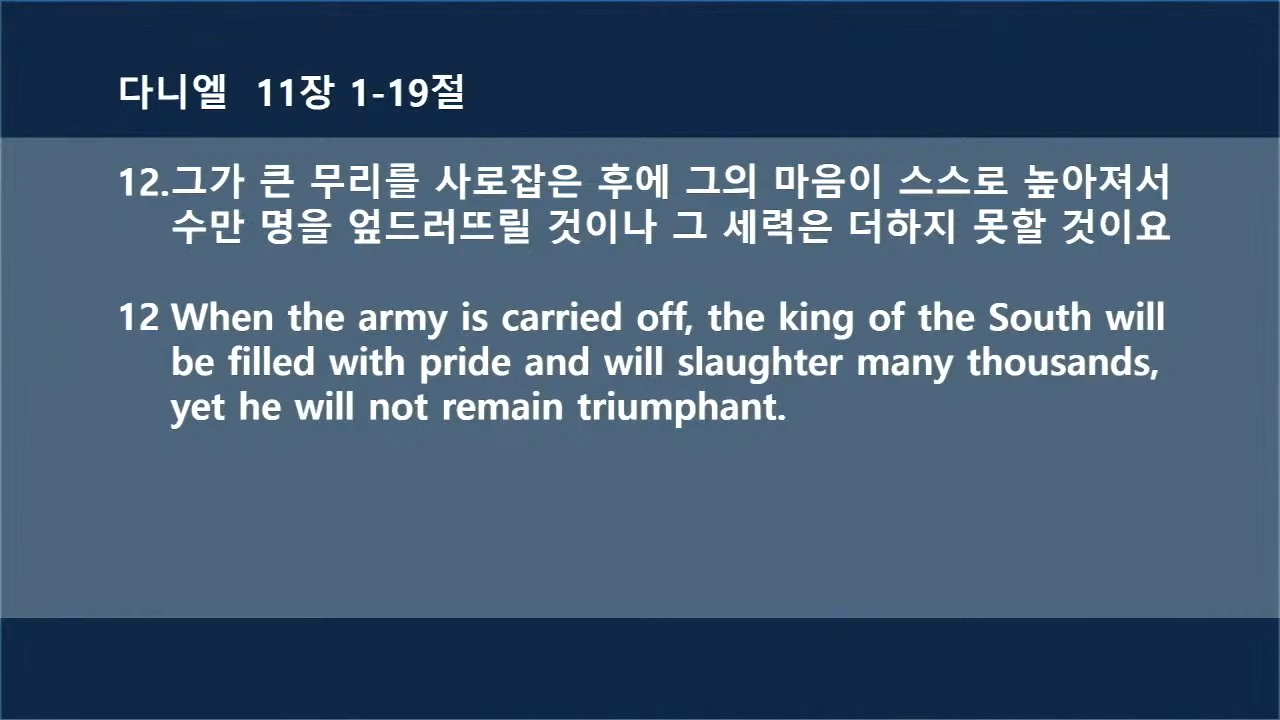 다니엘 11장 1-19절
12.그가 큰 무리를 사로잡은 후에 그의 마음이 스스로 높아져서
수만 명을 엎드러뜨릴 것이나 그 세력은 더하지 못할 것이요
12 When the army is carried off, the king of the South will
be filled with pride and will slaughter many thousands,
yet he will not remain triumphant.